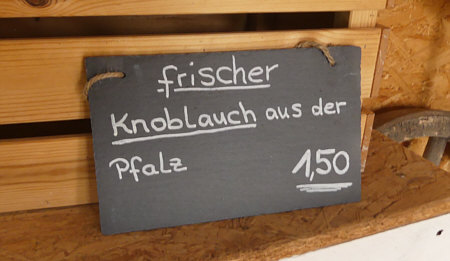 frischer
Knoblauch aus der
Pfalz 1,50